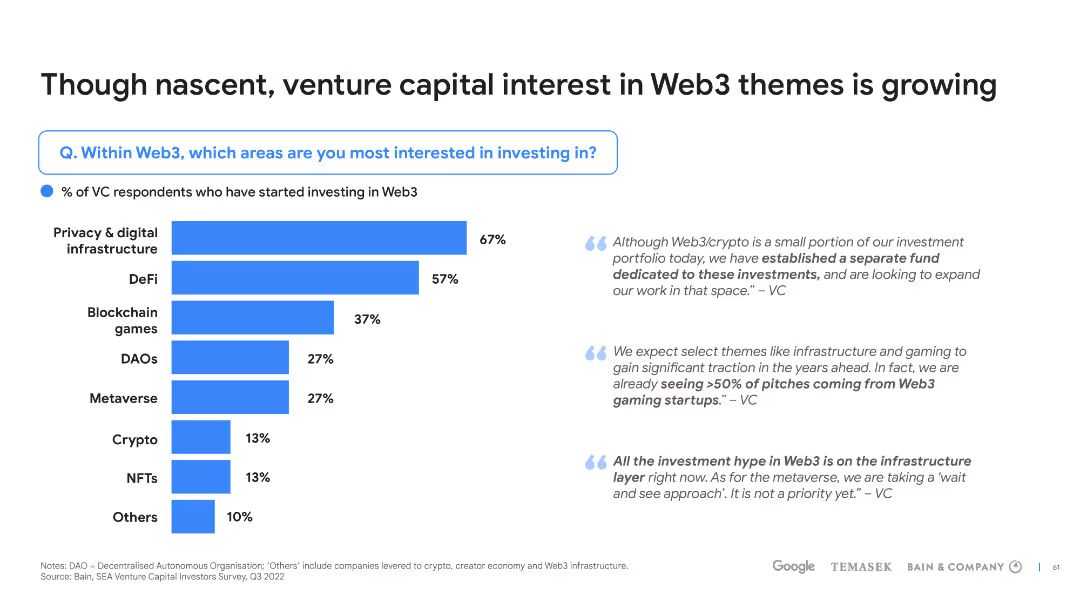 Though nascent, venture capital interest in Web3 themes is growing
Q. Within Web3, which areas are you most interested in investing in?
% of VC respondents who have started investing in Web3
Privacy & digital
infrastructure
67%
DeFi
57%
Blockchain
games
37%
DAOs
27%
Metaverse
27%
Crypto
13%
NFTs
13%
Others
10%
“Although Web3/crypto is a small portion of our investment
portfolio today, we have established a separate fund
dedicated to these investments, and are looking to expand
our work in that space.” – VC
“We expect select themes like infrastructure and gaming to
gain significant traction in the years ahead. In fact, we are
already seeing >50% of pitches coming from Web3
gaming startups.” – VC
“All the investment hype in Web3 is on the infrastructure
layer right now. As for the metaverse, we are taking a ‘wait
and see approach’. It is not a priority yet.” – VC
Notes: DAO = Decentralised Autonomous Organisation; ‘Others’ include companies levered to crypto, creator economy and Web3 infrastructure.
Source: Bain, SEA Venture Capital Investors Survey, Q3 2022
Google TEMASEK BAIN & COMPANY | 61